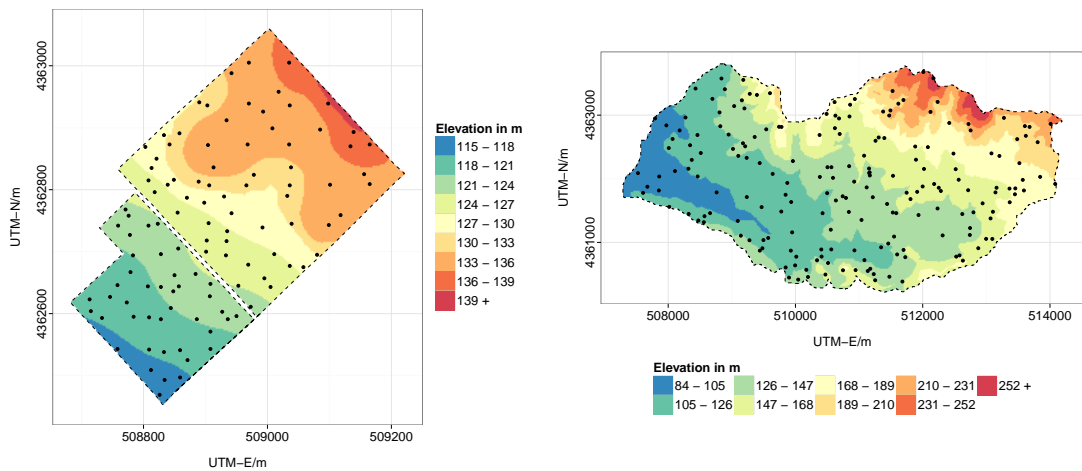 4363000
4362800
4362600
UTM−N/m
508800
509000
509200
UTM−E/m
Elevation in m
115 − 118
118 − 121
121 − 124
124 − 127
127 − 130
130 − 133
133 − 136
136 − 139
139 +
4363000
4361000
UTM−N/m
508000
510000
512000
514000
UTM−E/m
Elevation in m
84 − 105
126 − 147
168 − 189
210 − 231
252 +
105 − 126
147 − 168
189 − 210
231 − 252